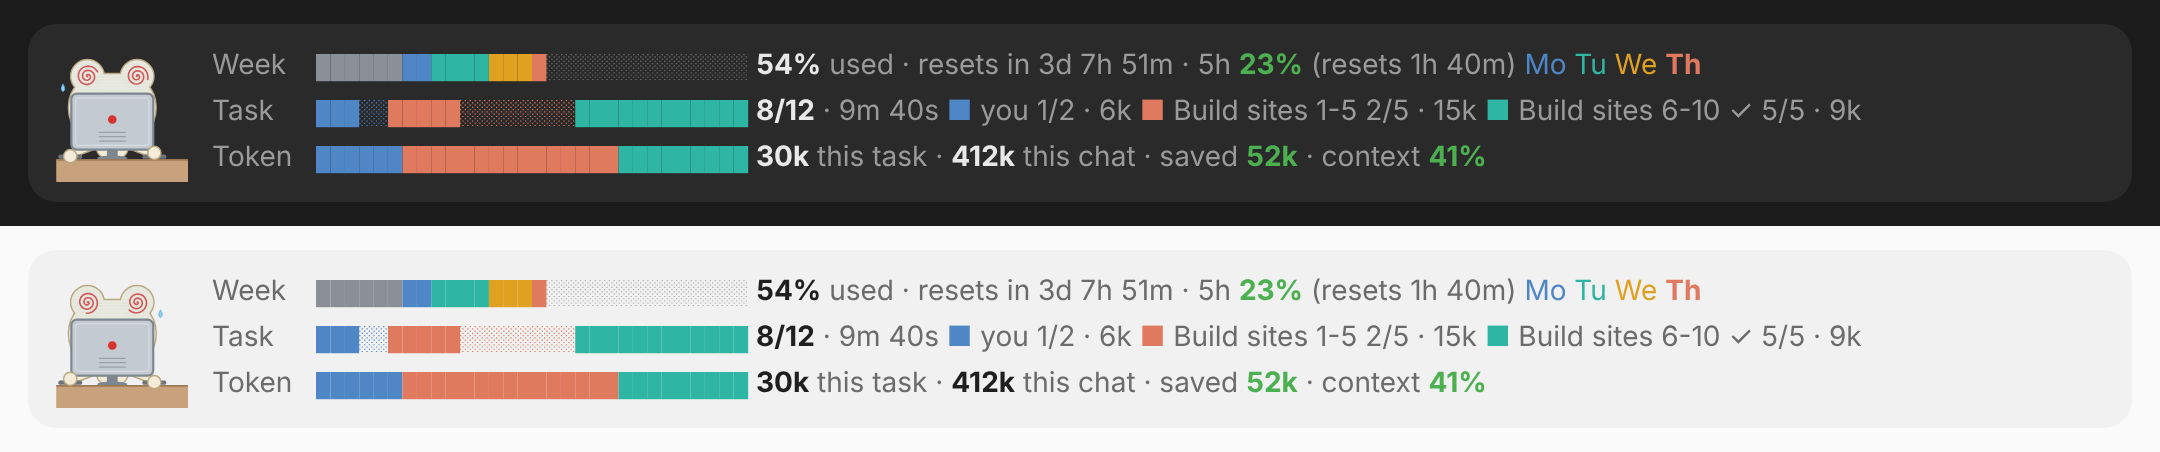 Week 54% used · resets in 3d 7h 51m · 5h 23% (resets 1h 40m) Mo Tu We Th
Task 8/12 · 9m 40s you 1/2 · 6k Build sites 1-5 2/5 · 15k Build sites 6-10 ✓ 5/5 · 9k
Token 30k this task · 412k this chat · saved 52k · context 41%
Week 54% used · resets in 3d 7h 51m · 5h 23% (resets 1h 40m) Mo Tu We Th
Task 8/12 · 9m 40s you 1/2 · 6k Build sites 1-5 2/5 · 15k Build sites 6-10 ✓ 5/5 · 9k
Token 30k this task · 412k this chat · saved 52k · context 41%